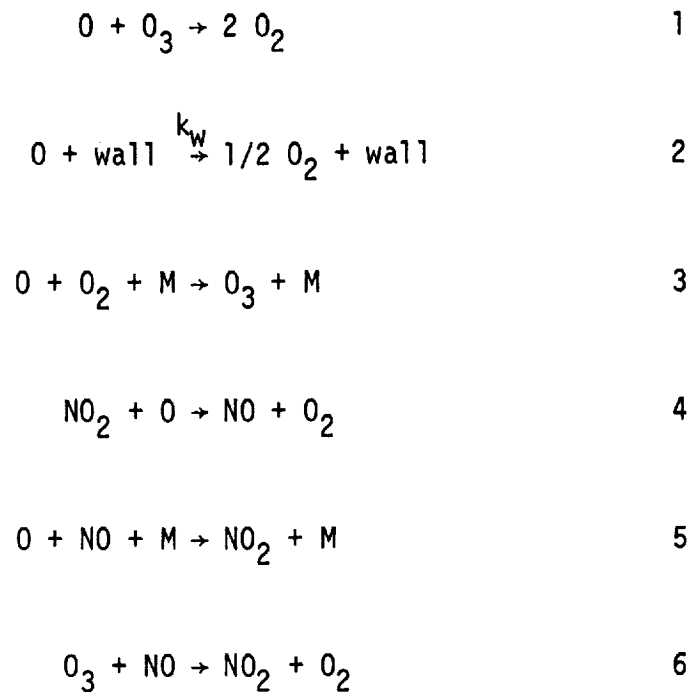 O + O₃ → 2 O₂ 1
O + wall →^{k_w} 1/2 O₂ + wall 2
O + O₂ + M → O₃ + M 3
NO₂ + O → NO + O₂ 4
O + NO + M → NO₂ + M 5
O₃ + NO → NO₂ + O₂ 6